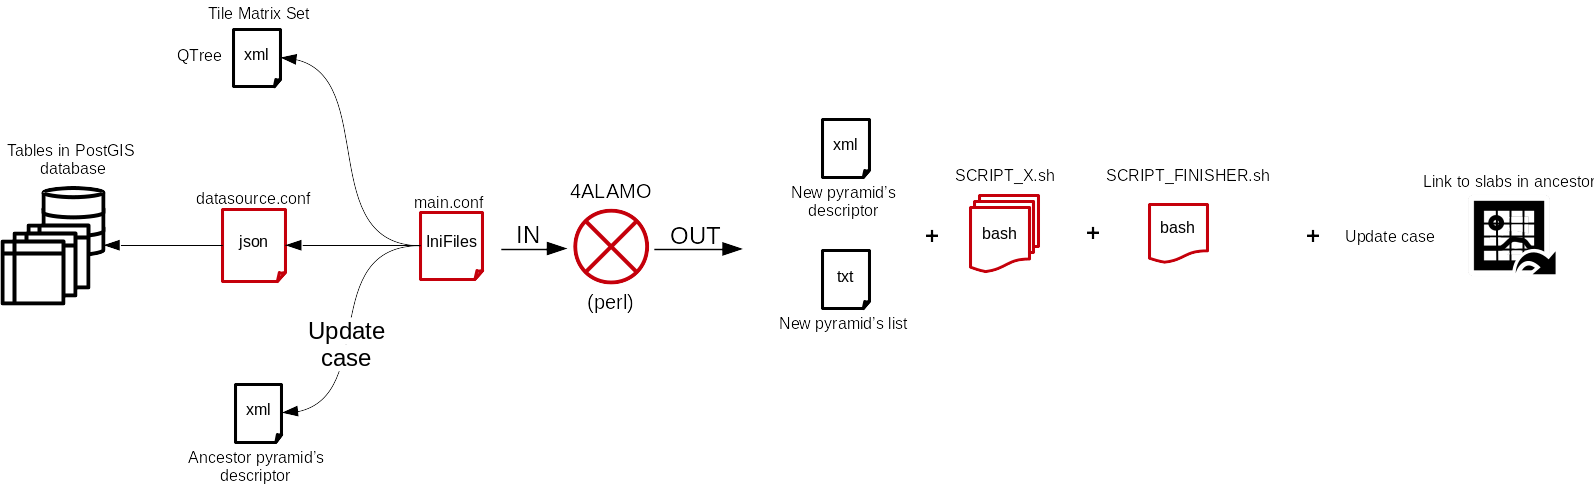 Tile Matrix Set
QTree
xml
Tables in PostGIS
database
datasource.conf
json
main.conf
IniFiles
Update
case
xml
Ancestor pyramid's
descriptor
IN
4ALAMO
(perl)
OUT
xml
New pyramid's
descriptor
txt
New pyramid's list
+
SCRIPT_X.sh
bash
+
SCRIPT_FINISHER.sh
bash
+
Update case
Link to slabs in ancestor